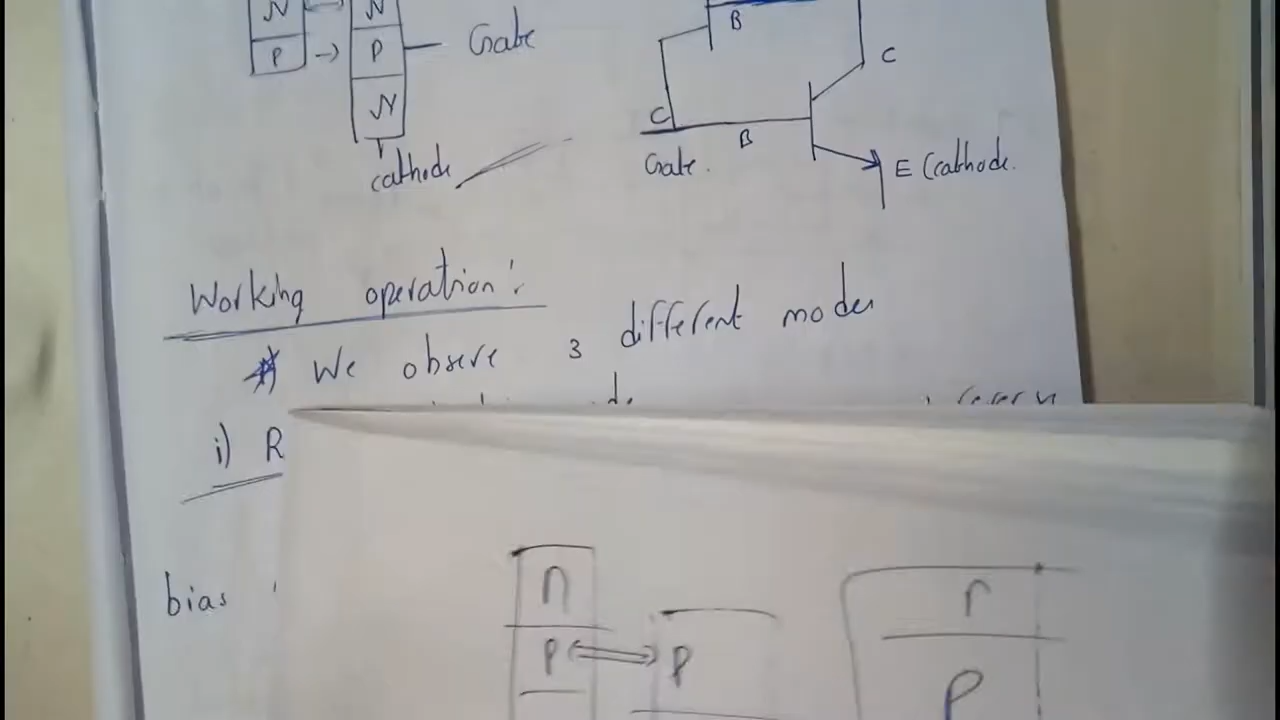 N N
P → P Gate
N
cathode
B
C
C
B
Gate.
E (cathode.
Working operation:
* We observe 3 different modes
i) R
bias
n
P P
r
P